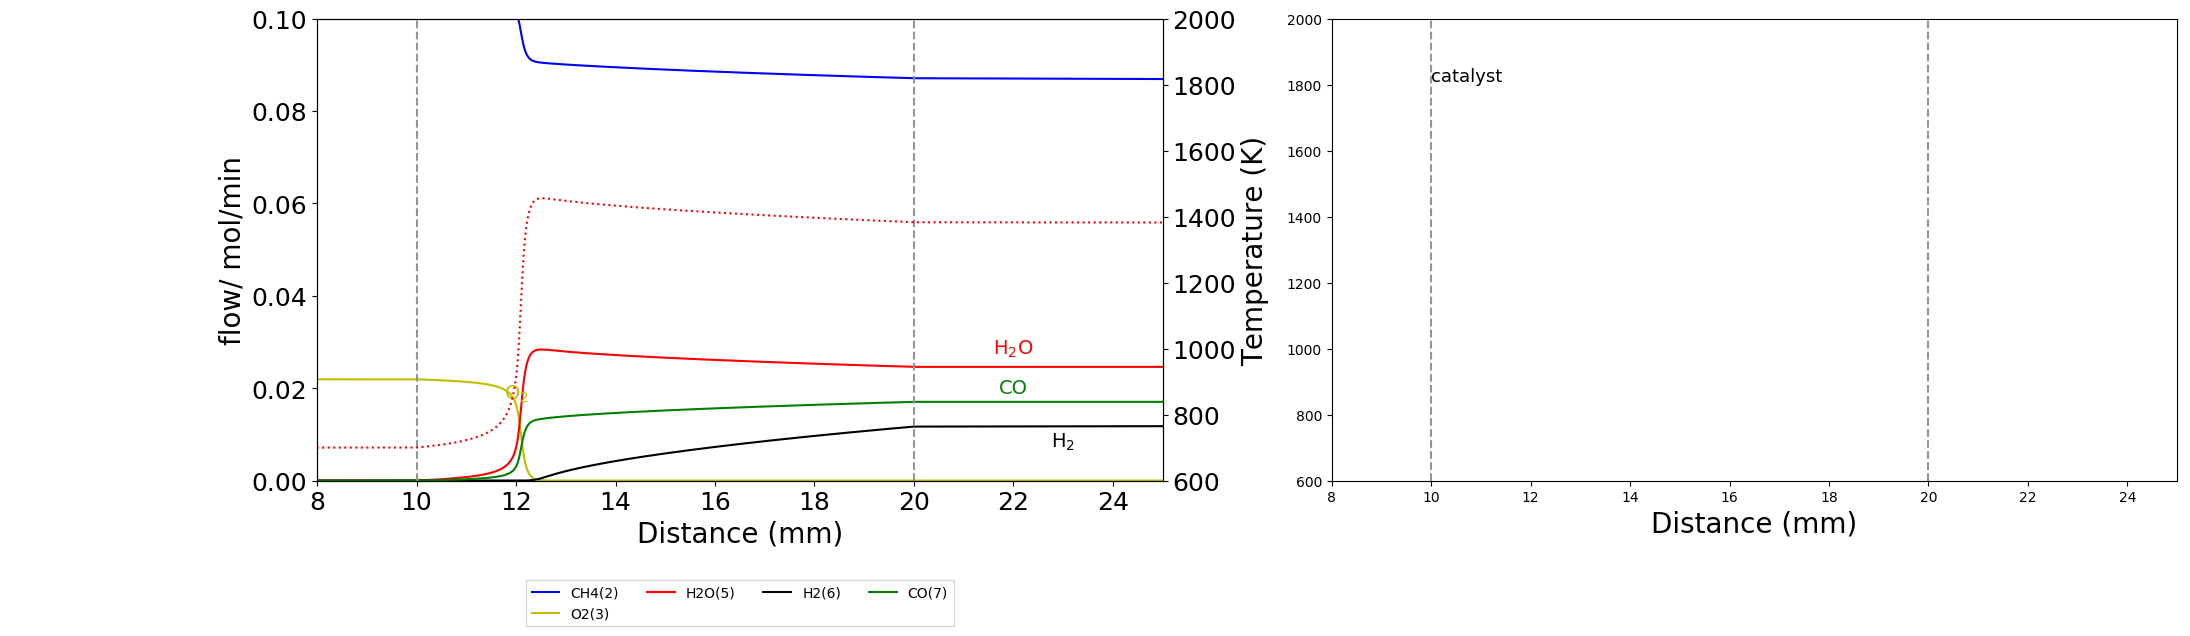 0.10
0.08
0.06
0.04
0.02
0.00
flow/ mol/min
8 10 12 14 16 18 20 22 24
Distance (mm)
2000
1800
1600
1400
1200
1000
800
600
Temperature (K)
H₂O
CO
H₂
O₂
CH4(2) H2O(5) H2(6) CO(7)
O2(3)
2000
1800
1600
1400
1200
1000
800
600
catalyst
8 10 12 14 16 18 20 22 24
Distance (mm)